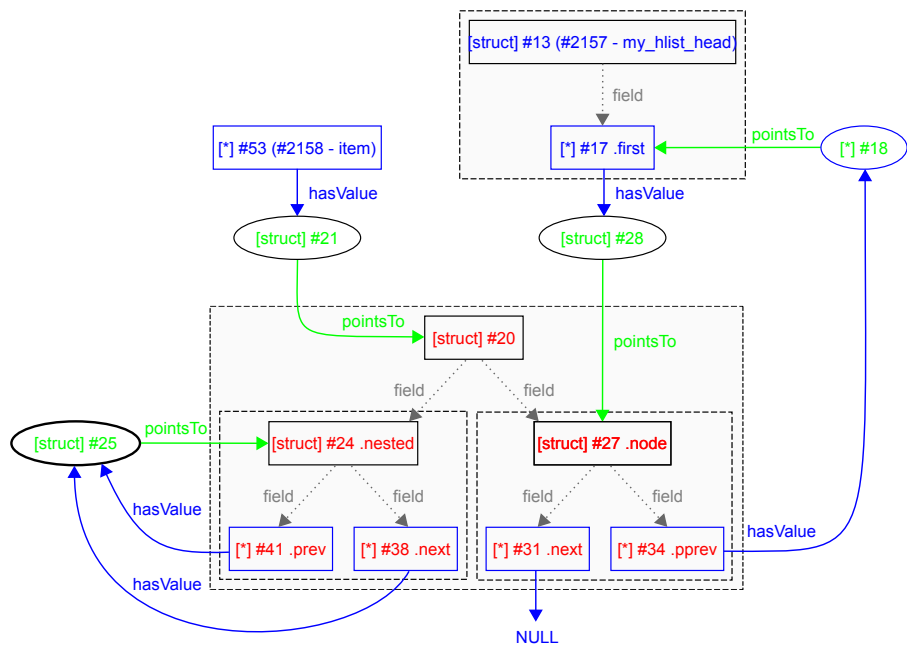 [struct] #13 (#2157 - my_hlist_head)
field
[*] #53 (#2158 - item)
[*] #17 .first
pointsTo
[*] #18
hasValue
hasValue
[struct] #21
[struct] #28
pointsTo
[struct] #20
pointsTo
field
field
[struct] #25
pointsTo
[struct] #24 .nested
[struct] #27 .node
field
field
field
field
hasValue
[*] #41 .prev
[*] #38 .next
[*] #31 .next
[*] #34 .pprev
hasValue
hasValue
NULL